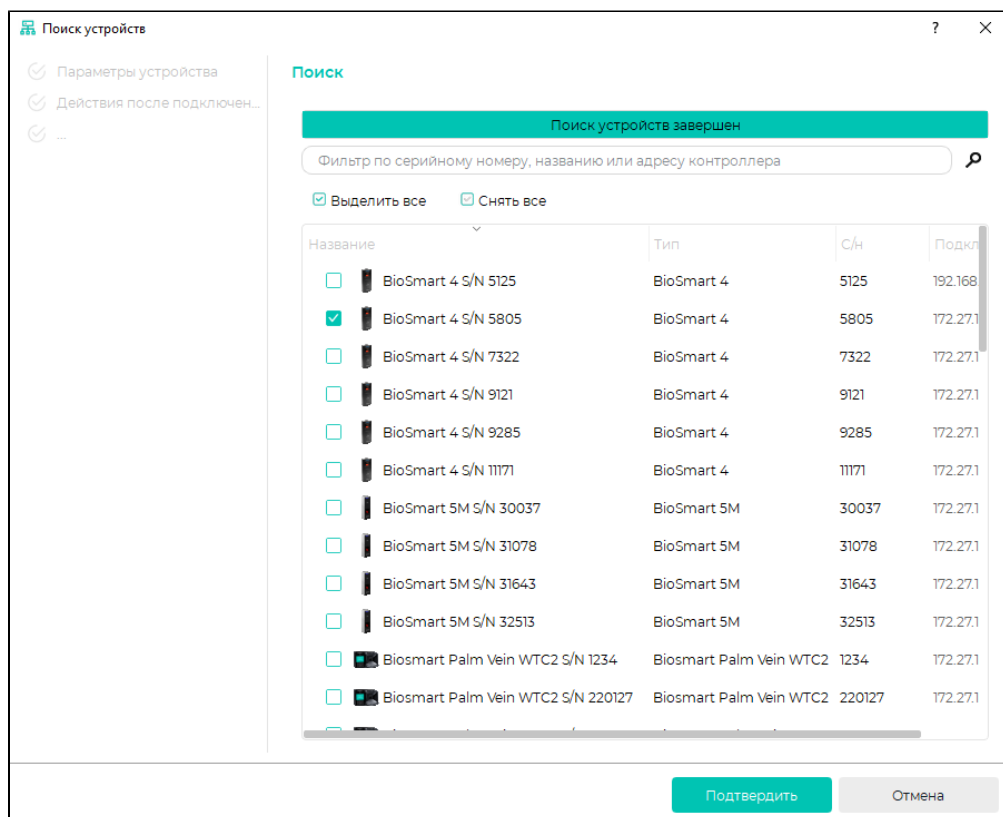 Поиск устройств ?
Параметры устройства
Действия после подключен...
...
Поиск
Поиск устройств завершен
Фильтр по серийному номеру, названию или адресу контроллера
Выделить все Снять все
Название Тип С/н Подкл
BioSmart 4 S/N 5125 BioSmart 4 5125 192.168
BioSmart 4 S/N 5805 BioSmart 4 5805 172.27.1
BioSmart 4 S/N 7322 BioSmart 4 7322 172.27.1
BioSmart 4 S/N 9121 BioSmart 4 9121 172.27.1
BioSmart 4 S/N 9285 BioSmart 4 9285 172.27.1
BioSmart 4 S/N 11171 BioSmart 4 11171 172.27.1
BioSmart 5M S/N 30037 BioSmart 5M 30037 172.27.1
BioSmart 5M S/N 31078 BioSmart 5M 31078 172.27.1
BioSmart 5M S/N 31643 BioSmart 5M 31643 172.27.1
BioSmart 5M S/N 32513 BioSmart 5M 32513 172.27.1
Biosmart Palm Vein WTC2 S/N 1234 Biosmart Palm Vein WTC2 1234 172.27.1
Biosmart Palm Vein WTC2 S/N 220127 Biosmart Palm Vein WTC2 220127 172.27.1
Подтвердить Отмена